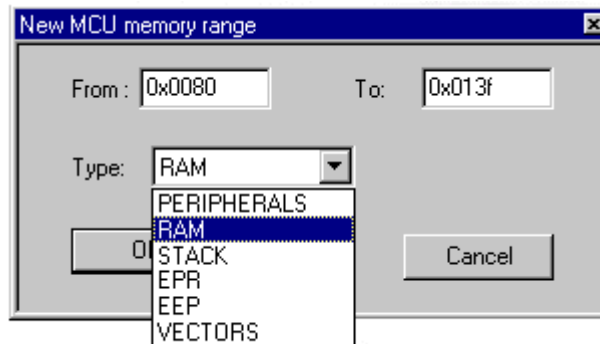 New MCU memory range
From : 0x0080 To: 0x013f
Type: RAM
PERIPHERALS
RAM
STACK
EPR
EEP
VECTORS
Cancel